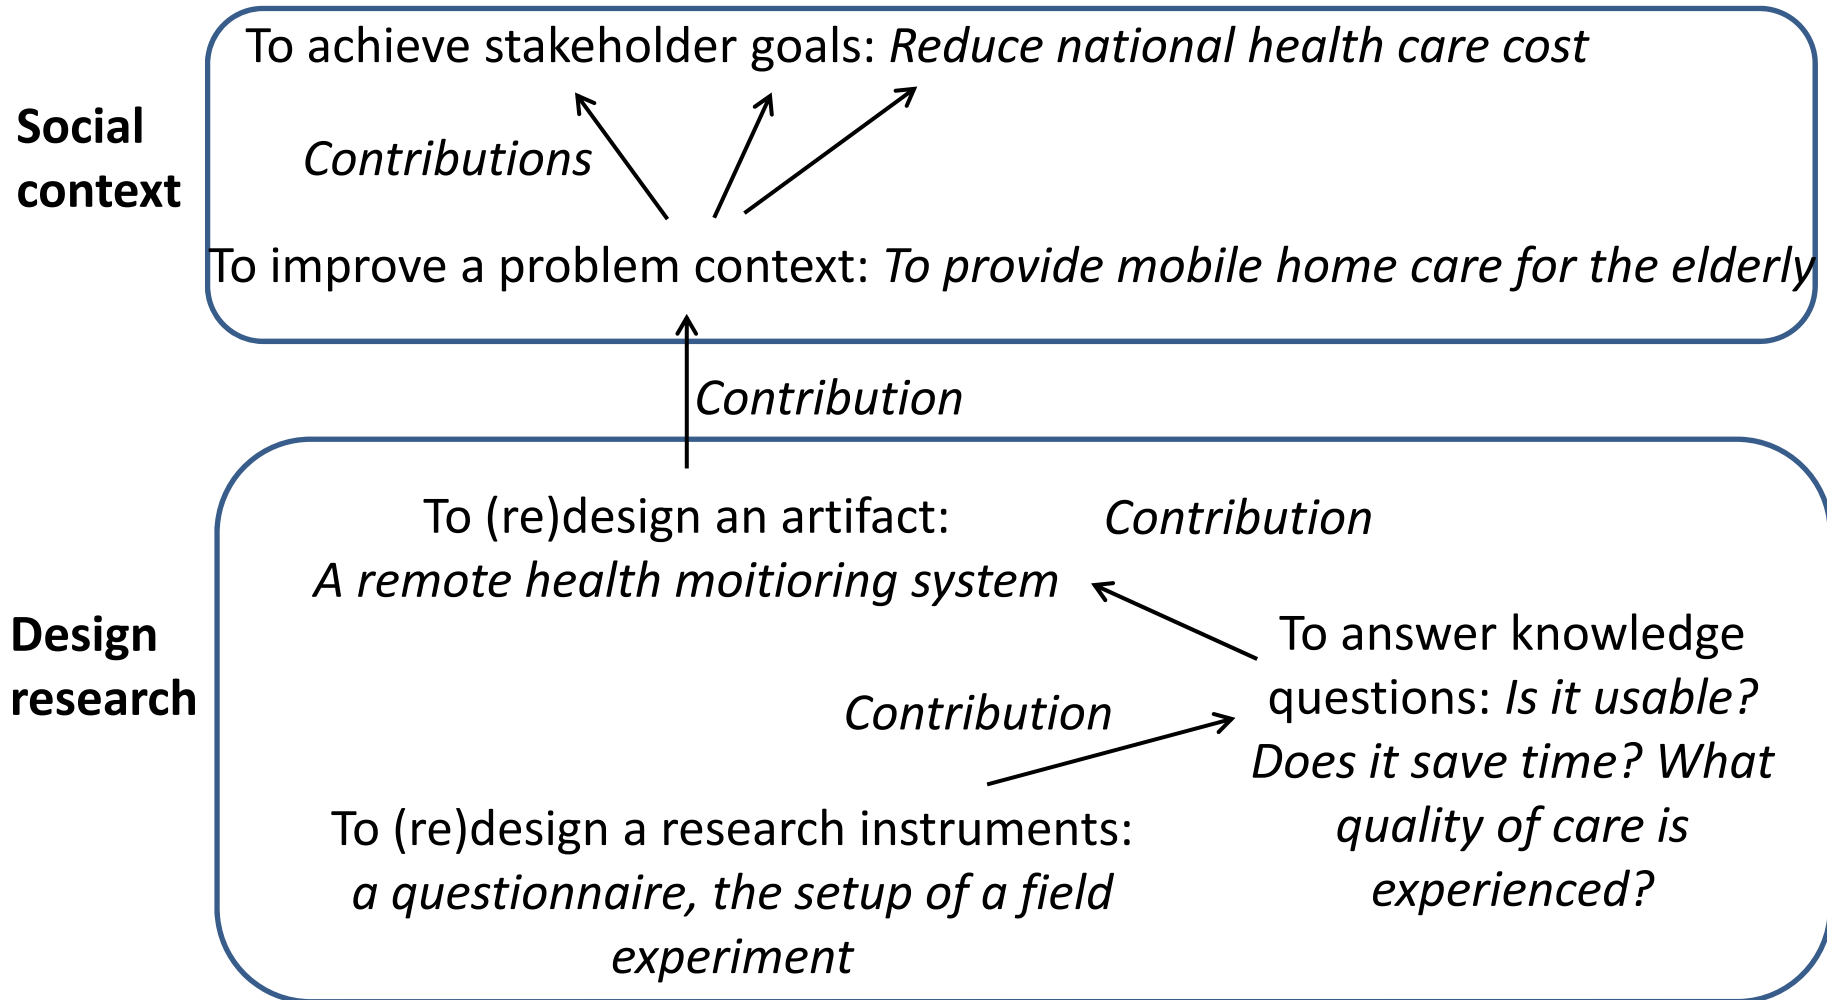 To achieve stakeholder goals: Reduce national health care cost
Social
context
Contributions
To improve a problem context: To provide mobile home care for the elderly
Contribution
To (re)design an artifact:
A remote health moitioring system
Contribution
Design
research
To answer knowledge
questions: Is it usable?
Does it save time? What
quality of care is
experienced?
Contribution
To (re)design a research instruments:
a questionnaire, the setup of a field
experiment